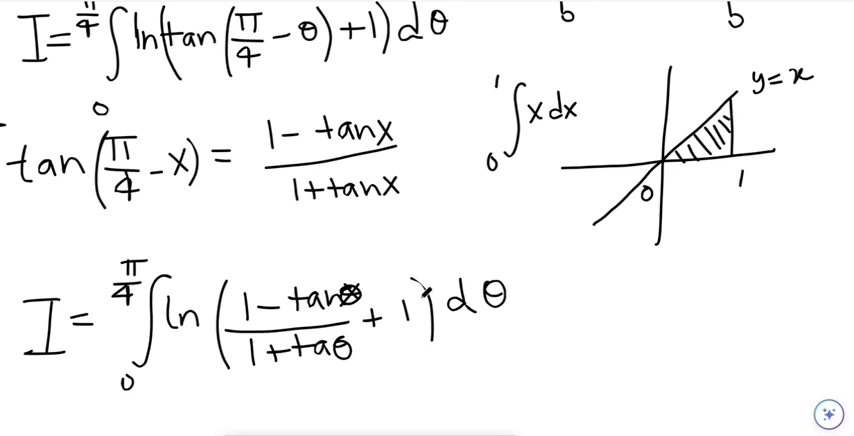 I = ∫₀^{π/4} ln(tan(π/4 - θ) + 1) dθ
b b
tan(π/4 - x) = (1 - tanx)/(1 + tanx)
∫₀¹ x dx
y = x
0 1
I = ∫₀^{π/4} ln((1 - tanθ)/(1 + taθ) + 1) dθ